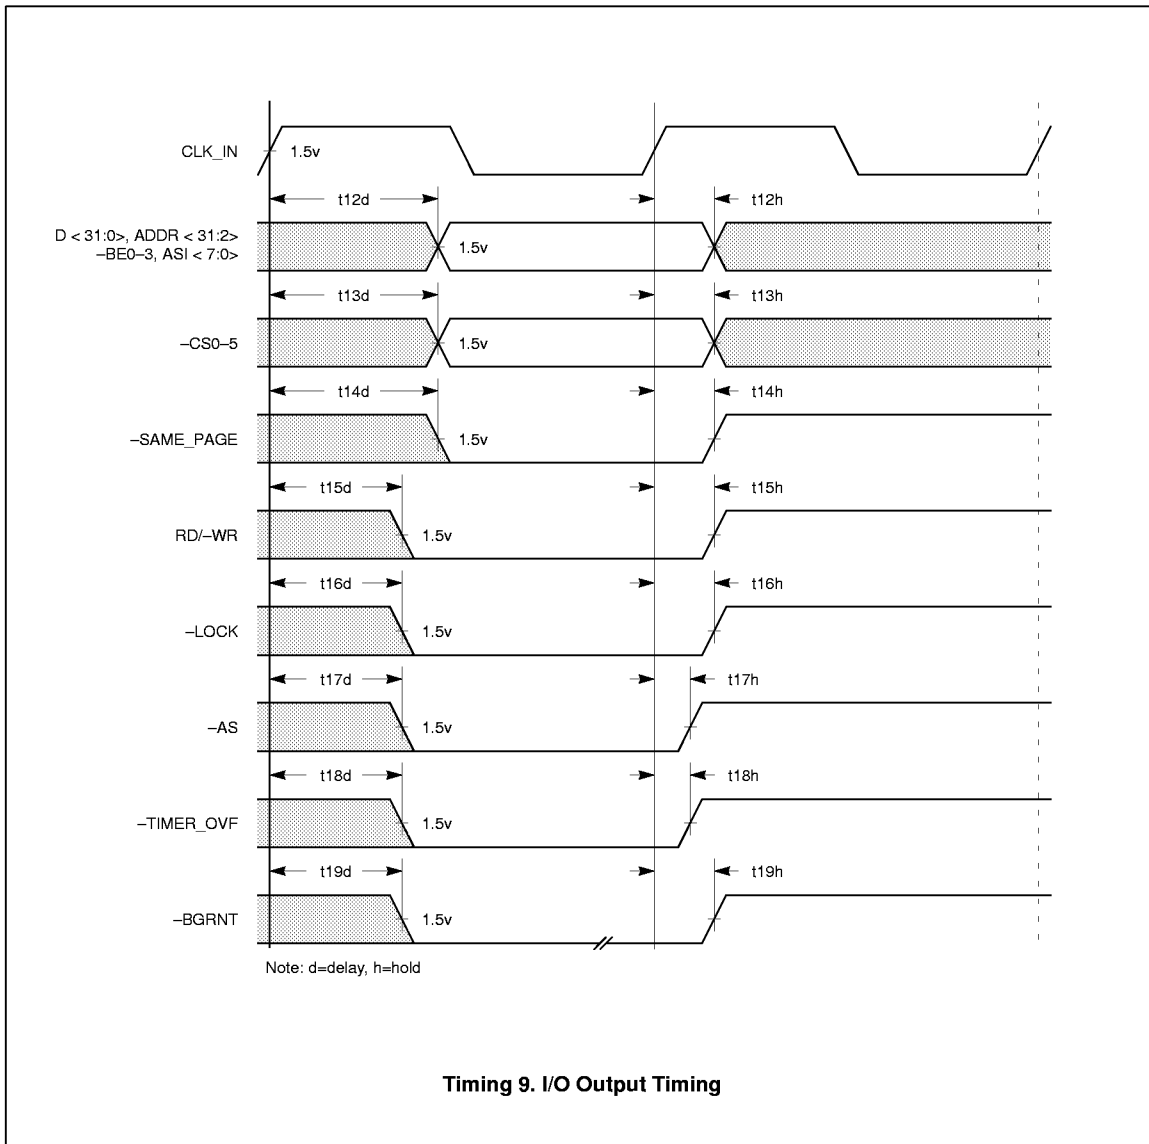 CLK_IN
1.5v
t12d
t12h
D < 31:0>, ADDR < 31:2>
–BE0–3, ASI < 7:0>
1.5v
t13d
t13h
–CS0–5
1.5v
t14d
t14h
–SAME_PAGE
1.5v
t15d
t15h
RD/–WR
1.5v
t16d
t16h
–LOCK
1.5v
t17d
t17h
–AS
1.5v
t18d
t18h
–TIMER_OVF
1.5v
t19d
t19h
–BGRNT
1.5v
Note: d=delay, h=hold
Timing 9. I/O Output Timing